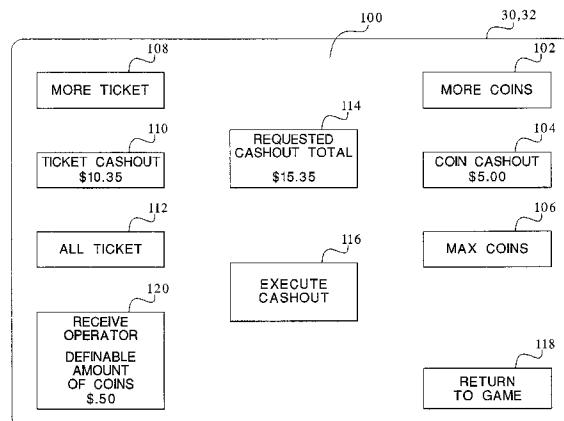 100
30,32
108
MORE TICKET
102
MORE COINS
114
REQUESTED
CASHOUT TOTAL
$15.35
110
TICKET CASHOUT
$10.35
104
COIN CASHOUT
$5.00
112
ALL TICKET
106
MAX COINS
116
EXECUTE
CASHOUT
120
RECEIVE
OPERATOR
DEFINABLE
AMOUNT
OF COINS
$.50
118
RETURN
TO GAME